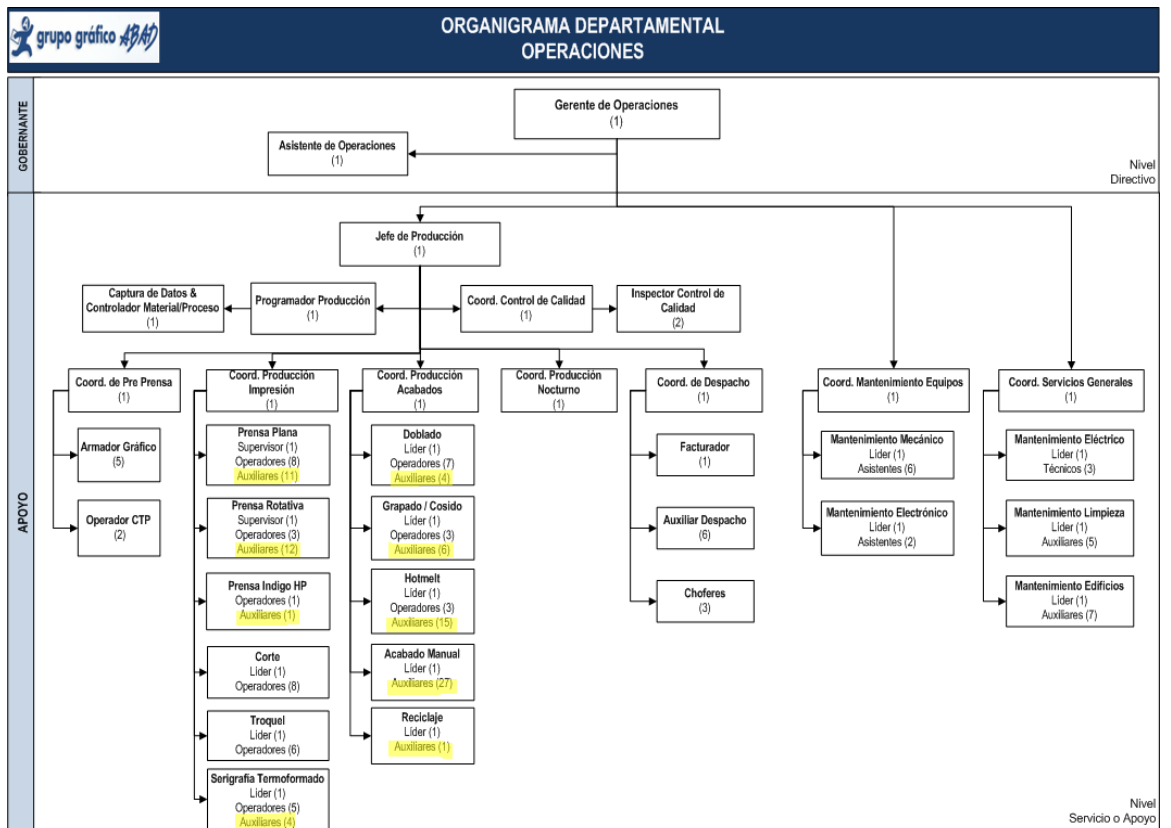 grupo gráfico ABAD
ORGANIGRAMA DEPARTAMENTAL
OPERACIONES
GOBERNANTE
Gerente de Operaciones
(1)
Asistente de Operaciones
(1)
Nivel
Directivo
APOYO
Jefe de Producción
(1)
Captura de Datos &
Controlador Material/Proceso
(1)
Programador Producción
(1)
Coord. Control de Calidad
(1)
Inspector Control de
Calidad
(2)
Coord. de Pre Prensa
(1)
Armador Gráfico
(5)
Operador CTP
(2)
Coord. Producción
Impresión
(1)
Prensa Plana
Supervisor (1)
Operadores (8)
Auxiliares (11)
Prensa Rotativa
Supervisor (1)
Operadores (3)
Auxiliares (12)
Prensa Indigo HP
Operadores (1)
Auxiliares (1)
Corte
Lider (1)
Operadores (8)
Troquel
Líder (1)
Operadores (6)
Serigrafía Termoformado
Lider (1)
Operadores (5)
Auxiliares (4)
Coord. Producción
Acabados
(1)
Doblado
Líder (1)
Operadores (7)
Auxiliares (4)
Grapado / Cosido
Líder (1)
Operadores (3)
Auxiliares (6)
Hotmelt
Líder (1)
Operadores (3)
Auxiliares (15)
Acabado Manual
Líder (1)
Auxiliares (27)
Reciclaje
Líder (1)
Auxiliares (1)
Coord. Producción
Nocturno
(1)
Coord. de Despacho
(1)
Facturador
(1)
Auxiliar Despacho
(6)
Choferes
(3)
Coord. Mantenimiento Equipos
(1)
Mantenimiento Mecánico
Líder (1)
Asistentes (6)
Mantenimiento Electrónico
Líder (1)
Asistentes (2)
Coord. Servicios Generales
(1)
Mantenimiento Eléctrico
Líder (1)
Técnicos (3)
Mantenimiento Limpieza
Líder (1)
Auxiliares (5)
Mantenimiento Edificios
Líder (1)
Auxiliares (7)
Nivel
Servicio o Apoyo